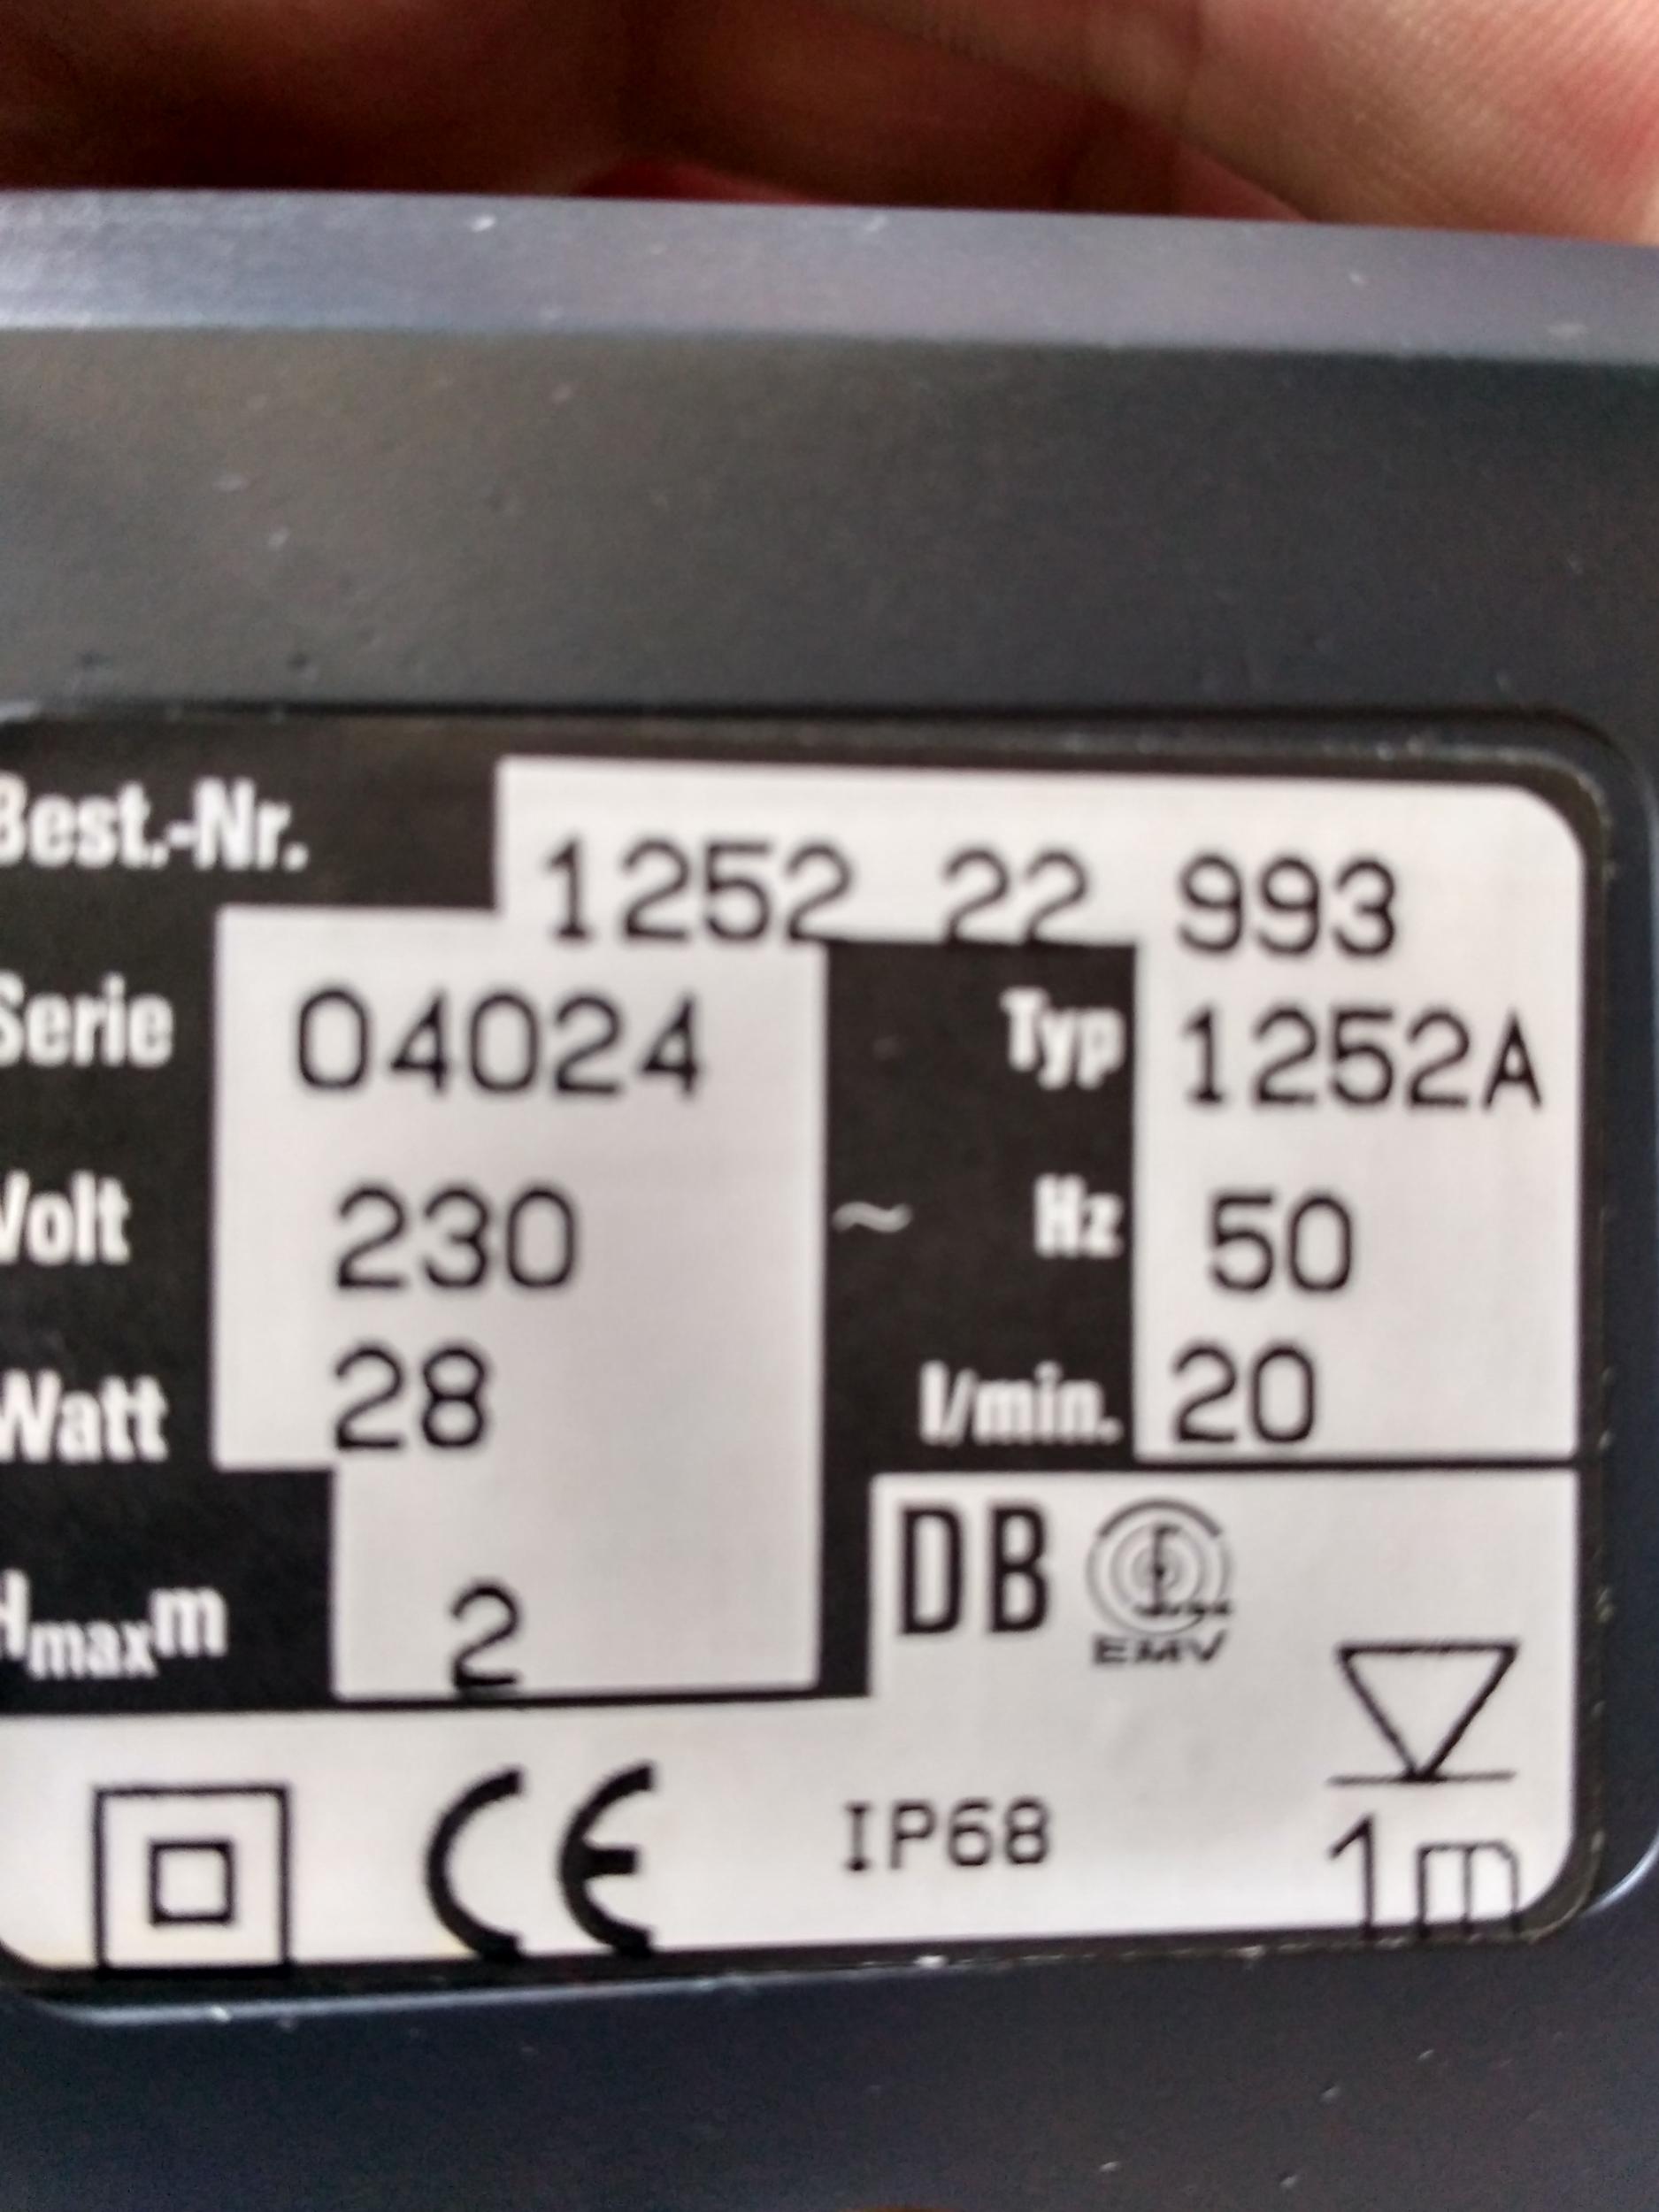 Best.-Nr. 1252 22 993
Serie 04024 Typ 1252A
Volt 230 ~ Hz 50
Watt 28 l/min. 20
Hmaxm 2
DB
EMV
CE IP68 1m